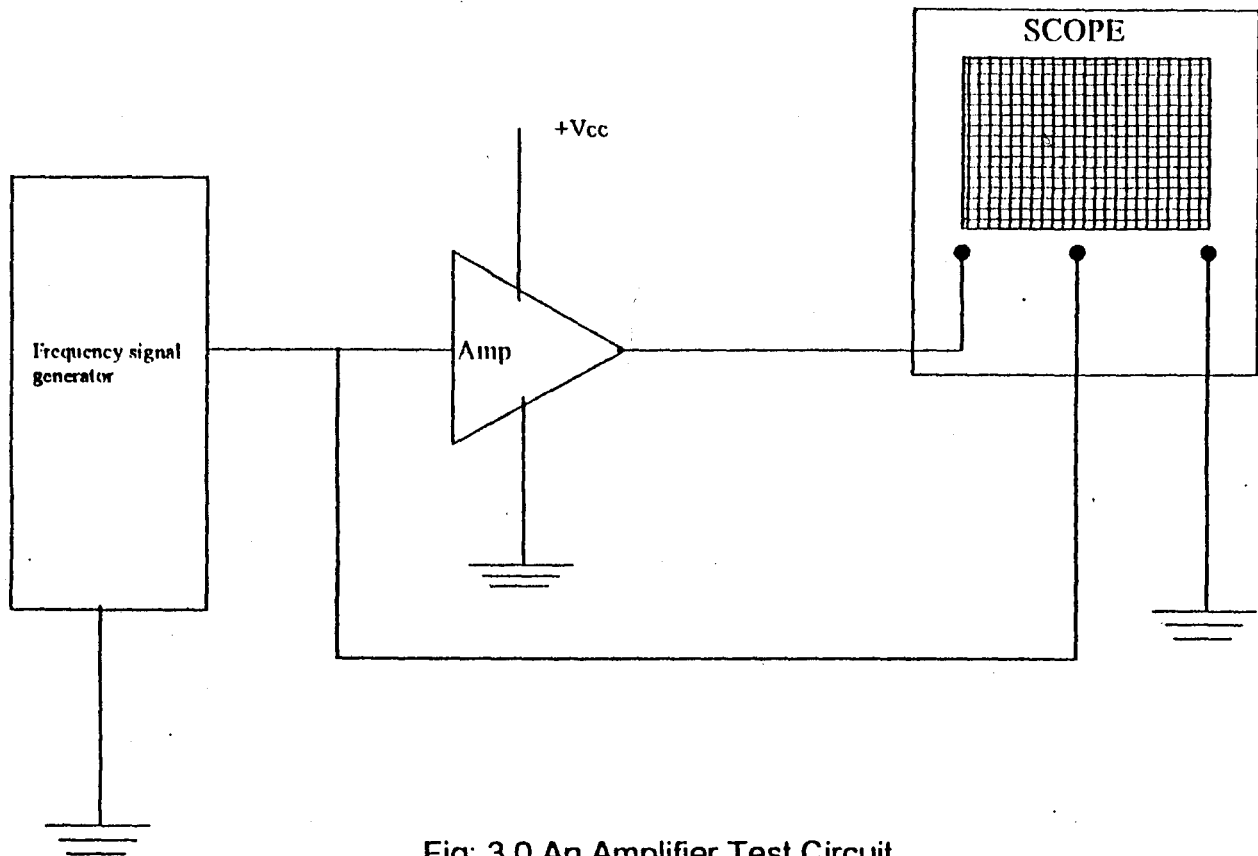 SCOPE
+Vcc
Frequency signal
generator
Amp
Fig: 3.0 An Amplifier Test Circuit